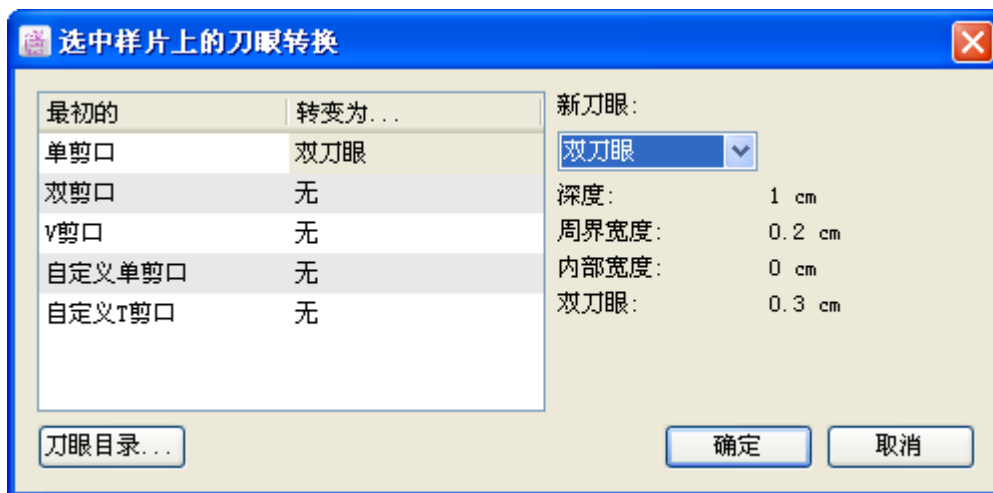 选中样片上的刀眼转换
最初的 转变为...
单剪口 双刀眼
双剪口 无
V剪口 无
自定义单剪口 无
自定义T剪口 无
新刀眼:
双刀眼
深度: 1 cm
周界宽度: 0.2 cm
内部宽度: 0 cm
双刀眼: 0.3 cm
刀眼目录...
确定
取消